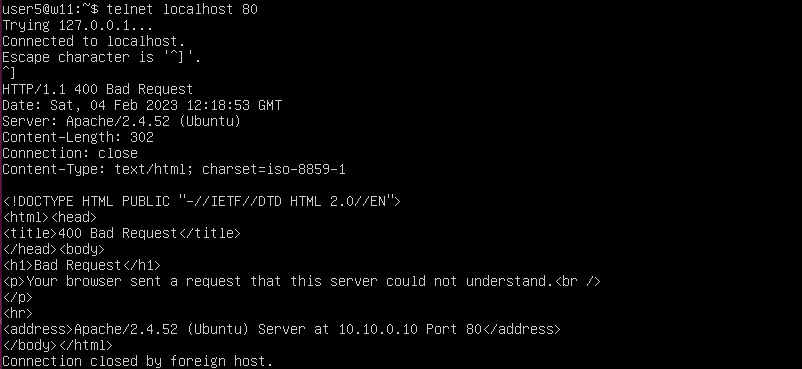 user5@w11:~$ telnet localhost 80
Trying 127.0.0.1...
Connected to localhost.
Escape character is '^]'.
^]
HTTP/1.1 400 Bad Request
Date: Sat, 04 Feb 2023 12:18:53 GMT
Server: Apache/2.4.52 (Ubuntu)
Content-Length: 302
Connection: close
Content-Type: text/html; charset=iso-8859-1

<!DOCTYPE HTML PUBLIC "-//IETF//DTD HTML 2.0//EN">
<html><head>
<title>400 Bad Request</title>
</head><body>
<h1>Bad Request</h1>
<p>Your browser sent a request that this server could not understand.<br />
</p>
<hr>
<address>Apache/2.4.52 (Ubuntu) Server at 10.10.0.10 Port 80</address>
</body></html>
Connection closed by foreign host.